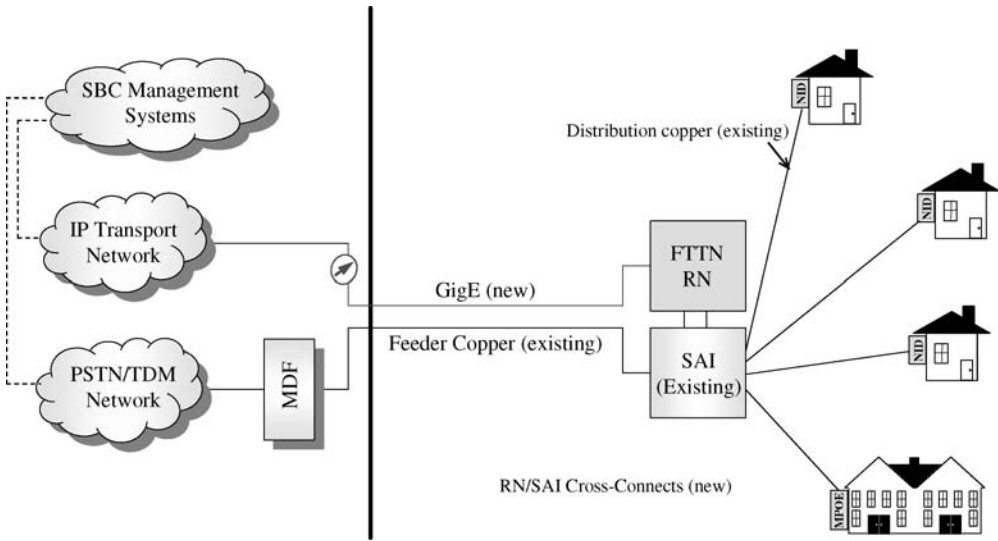 SBC Management
Systems
IP Transport
Network
PSTN/TDM
Network
MDF
GigE (new)
Feeder Copper (existing)
FTTN
RN
SAI
(Existing)
Distribution copper (existing)
NID
NID
NID
MPOE
RN/SAI Cross-Connects (new)